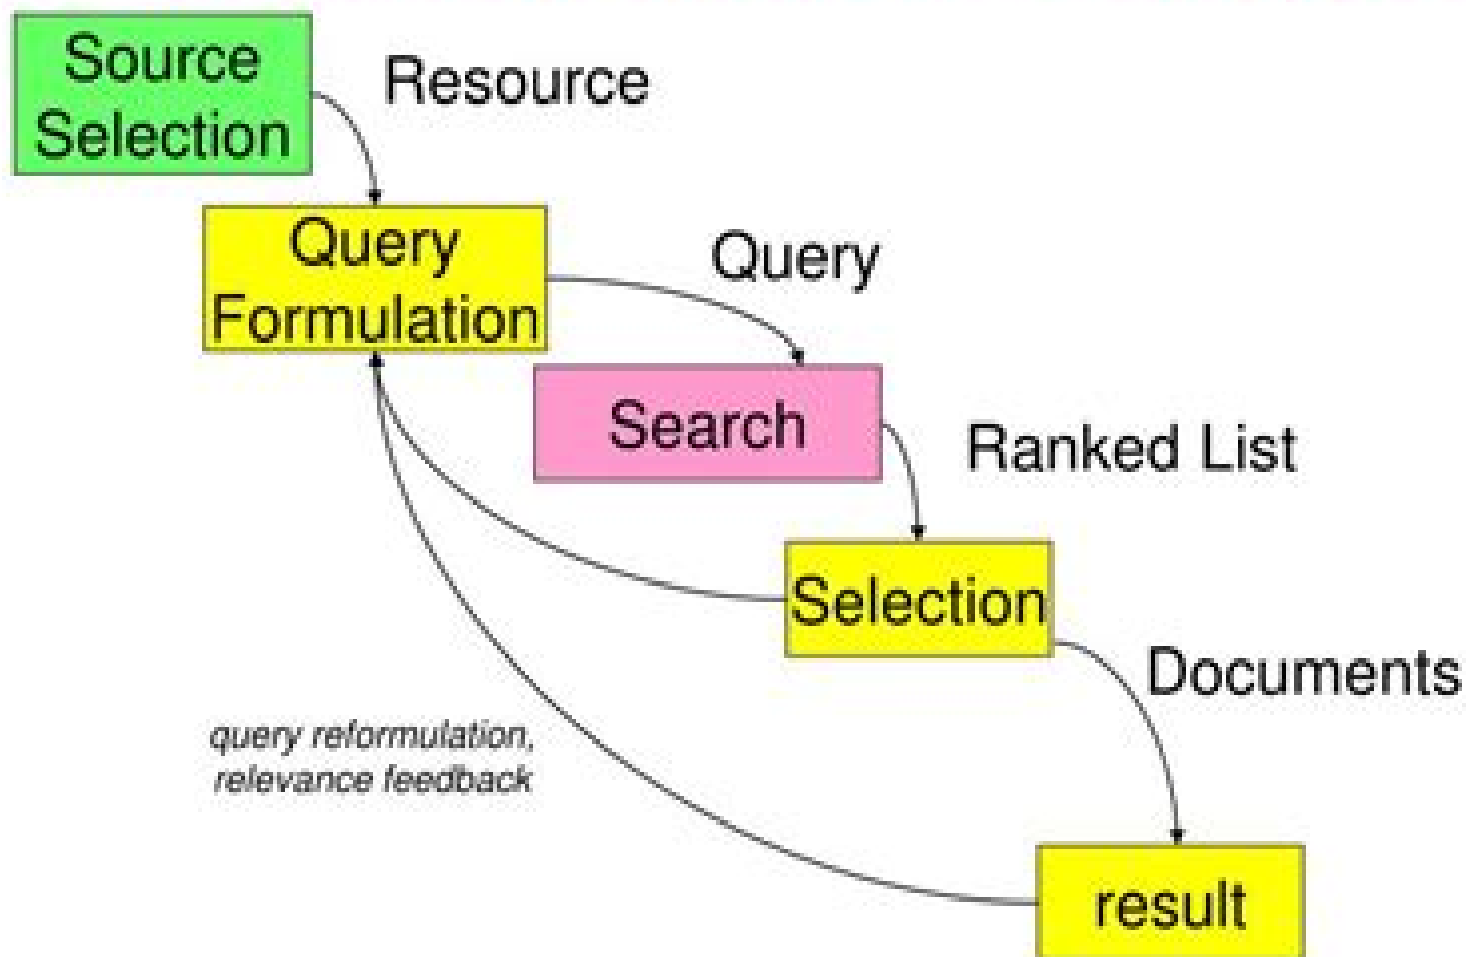 Source
Selection
Resource
Query
Formulation
Query
Search
Ranked List
Selection
Documents
query reformulation,
relevance feedback
result